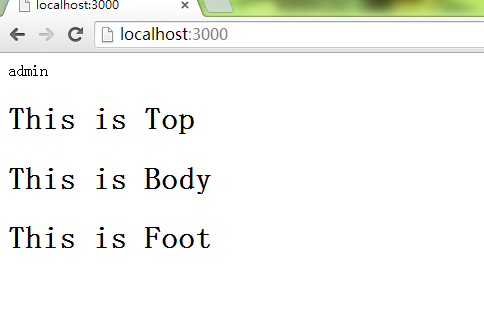 localhost:3000
localhost:3000
admin
This is Top
This is Body
This is Foot